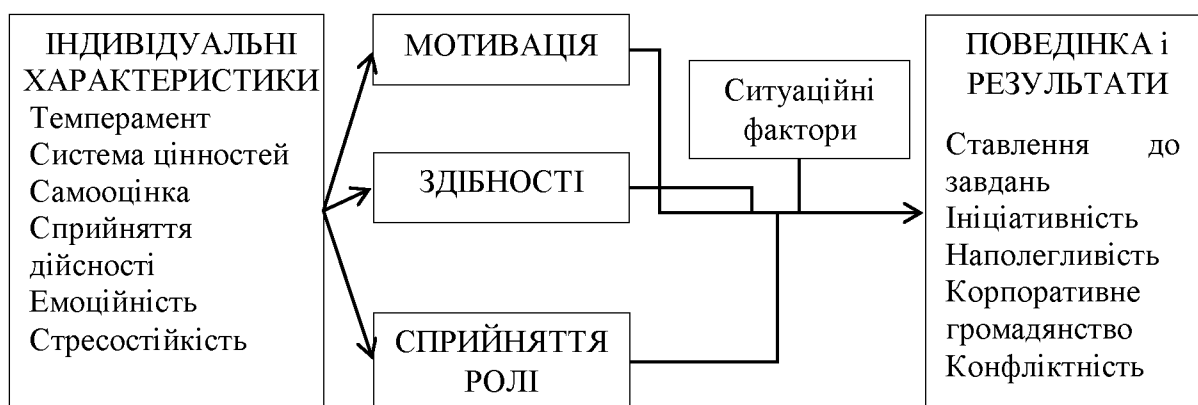 ІНДИВІДУАЛЬНІ
ХАРАКТЕРИСТИКИ
Темперамент
Система цінностей
Самооцінка
Сприйняття
дійсності
Емоційність
Стресостійкість
МОТИВАЦІЯ
ЗДІБНОСТІ
СПРИЙНЯТТЯ
РОЛІ
Ситуаційні
фактори
ПОВЕДІНКА і
РЕЗУЛЬТАТИ
Ставлення до
завдань
Ініціативність
Наполегливість
Корпоративне
громадянство
Конфліктність